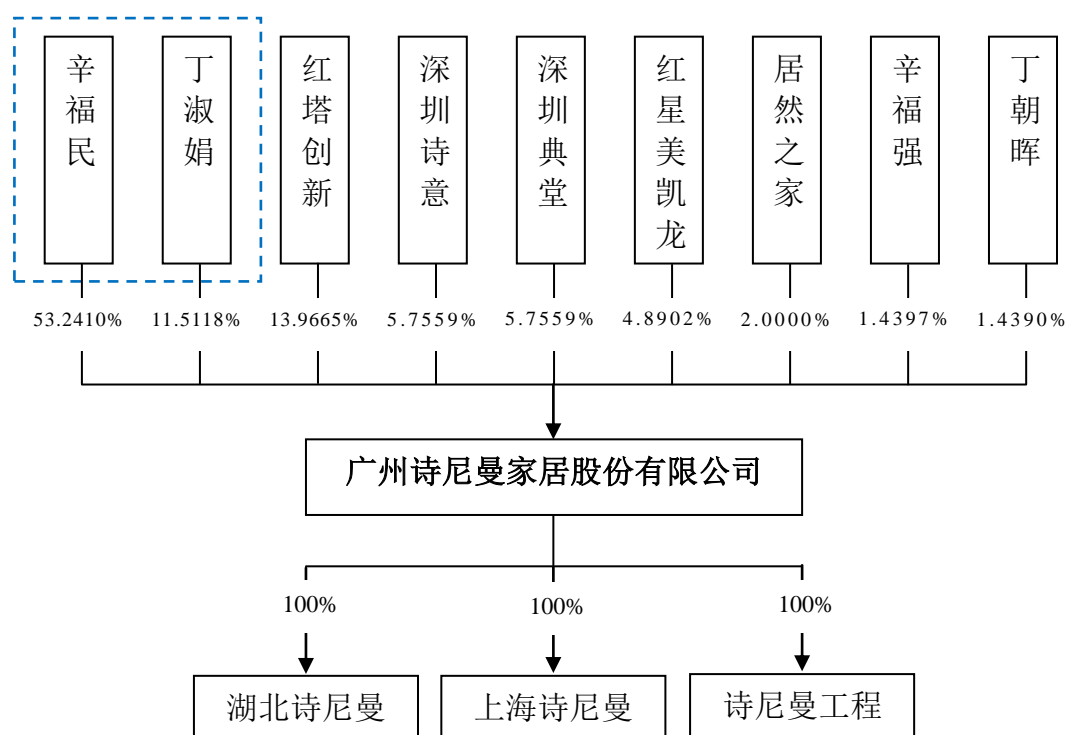 辛福民
丁淑娟
红塔创新
深圳诗意
深圳典堂
红星美凯龙
居然之家
辛福强
丁朝晖
53.2410%
11.5118%
13.9665%
5.7559%
5.7559%
4.8902%
2.0000%
1.4397%
1.4390%
广州诗尼曼家居股份有限公司
100%
100%
100%
湖北诗尼曼
上海诗尼曼
诗尼曼工程